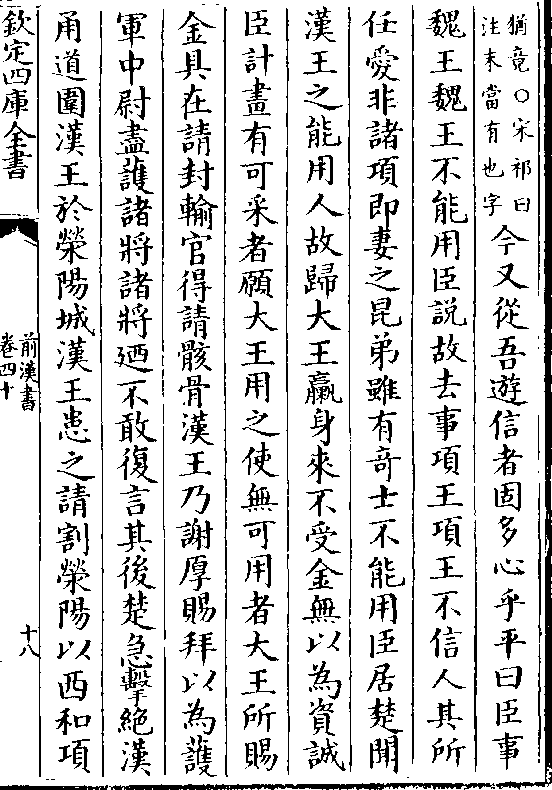 猶竟○宋祁曰
注末當有也字
今又從吾遊信者固多心乎平曰臣事
魏王魏王不能用臣説故去事項王項王不信人其所
任愛非諸項即妻之昆弟雖有奇士不能用臣居楚聞
漢王之能用人故歸大王臝身來不受金無以為資誠
臣計畫有可采者願大王用之使無可用者大王所賜
金具在請封輸官得請骸骨漢王乃謝厚賜拜以為護
軍中尉盡護諸將諸將廼不敢復言其後楚急擊絕漢
甬道圍漢王於滎陽城漢王患之請割滎陽以西和項
欽定四庫全書
前漢書
卷四十
十八